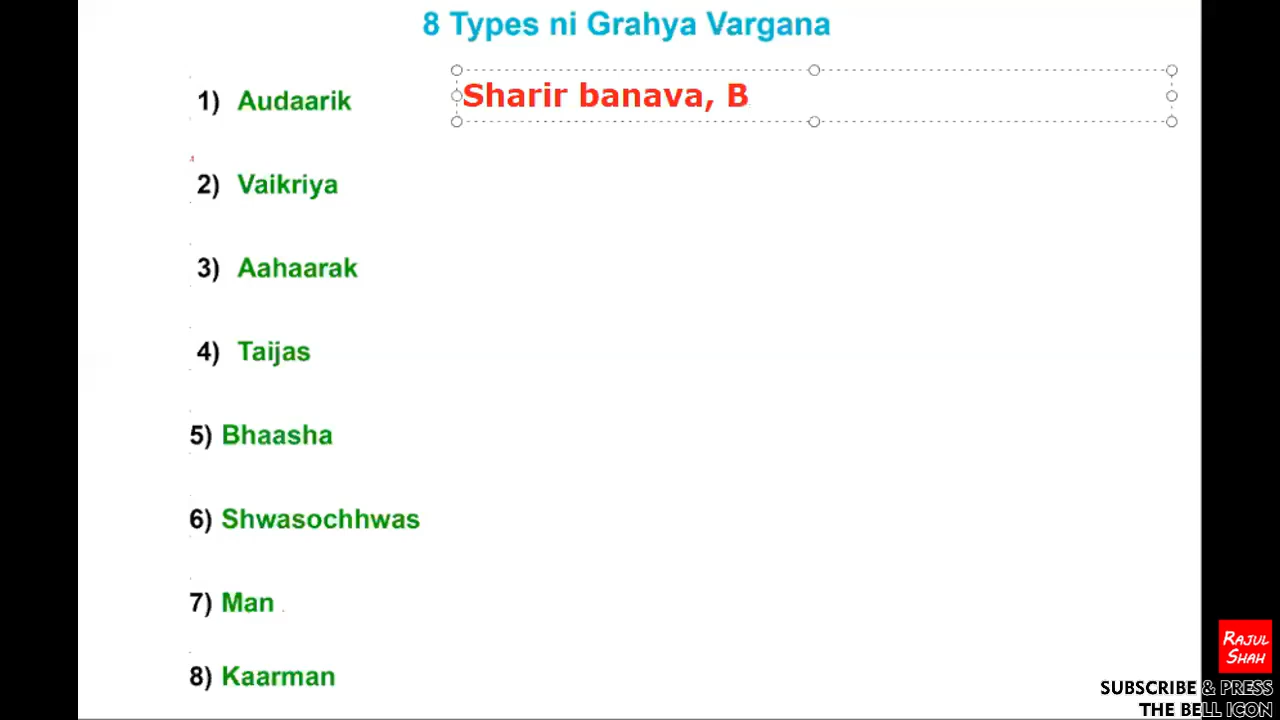 8 Types ni Grahya Vargana
1) Audaarik
Sharir banava, B
2) Vaikriya
3) Aahaarak
4) Taijas
5) Bhaasha
6) Shwasochhwas
7) Man
8) Kaarman
RAJUL
SHAH
SUBSCRIBE & PRESS
THE BELL ICON